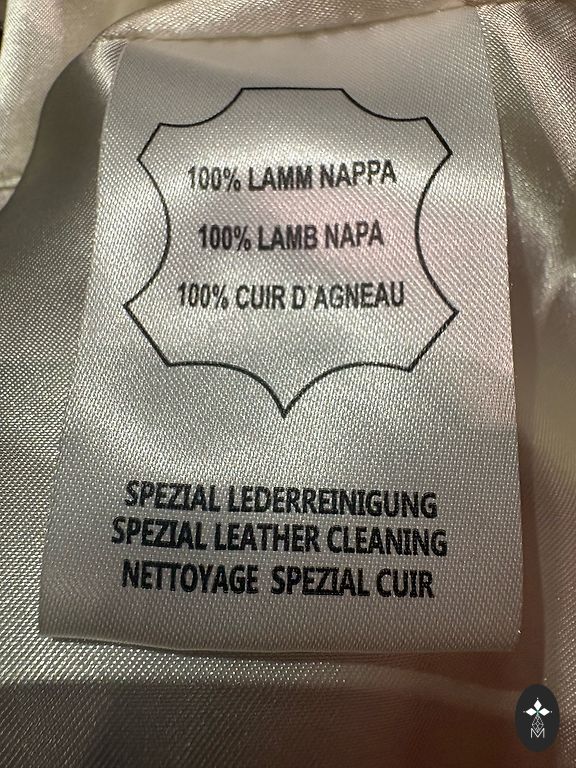 100% LAMM NAPPA
100% LAMB NAPA
100% CUIR D'AGNEAU
SPEZIAL LEDERREINIGUNG
SPEZIAL LEATHER CLEANING
NETTOYAGE SPEZIAL CUIR